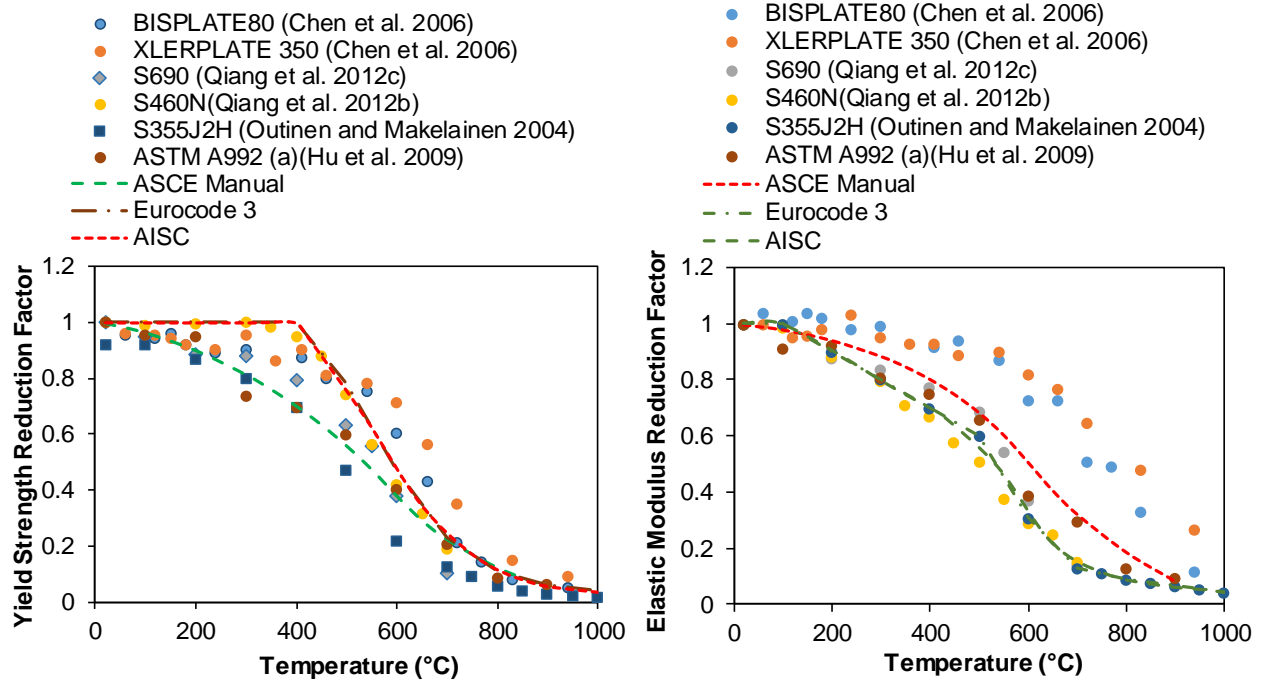 BISPLATE80 (Chen et al. 2006)
XLERPLATE 350 (Chen et al. 2006)
S690 (Qiang et al. 2012c)
S460N(Qiang et al. 2012b)
S355J2H (Outinen and Makelainen 2004)
ASTM A992 (a)(Hu et al. 2009)
ASCE Manual
Eurocode 3
AISC
Yield Strength Reduction Factor
1.2
1
0.8
0.6
0.4
0.2
0
0 200 400 600 800 1000
Temperature (°C)
BISPLATE80 (Chen et al. 2006)
XLERPLATE 350 (Chen et al. 2006)
S690 (Qiang et al. 2012c)
S460N(Qiang et al. 2012b)
S355J2H (Outinen and Makelainen 2004)
ASTM A992 (a)(Hu et al. 2009)
ASCE Manual
Eurocode 3
AISC
Elastic Modulus Reduction Factor
1.2
1
0.8
0.6
0.4
0.2
0
0 200 400 600 800 1000
Temperature (°C)